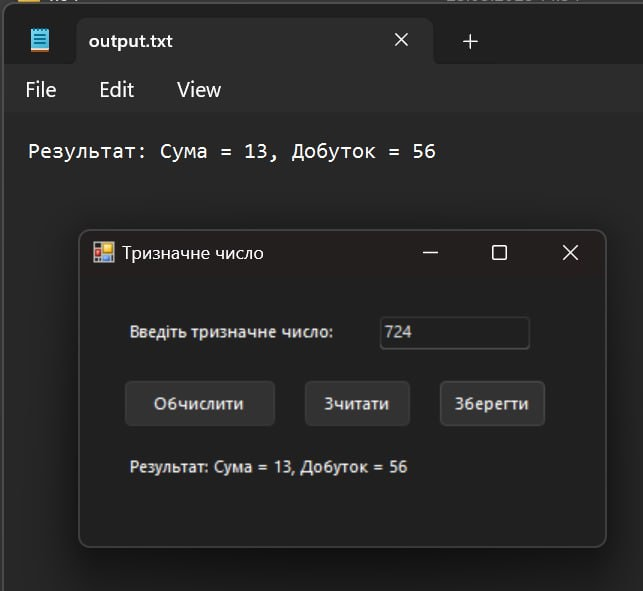 output.txt
File Edit View
Результат: Сума = 13, Добуток = 56
Тризначне число
Введіть тризначне число: 724
Обчислити Зчитати Зберегти
Результат: Сума = 13, Добуток = 56